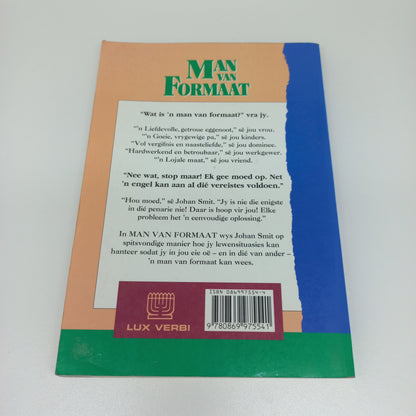 MAN
VAN
FORMAAT
"Wat is 'n man van formaat?" vra jy.
"'n Liefdevolle, getroue eggenoot," sê jou vrou.
"'n Goeie, vrygewige pa," sê jou kinders.
"Vol vergifnis en naasteliefde," sê jou dominee.
"Hardwerkend en betroubaar," sê jou werkgewer.
"'n Lojale maat," sê jou vriend.
"Nee wat, stop maar! Ek gee moed op. Net
'n engel kan aan al dié vereistes voldoen."
"Hou moed," sê Johan Smit. "Jy is nie die enigste
in dié penarie nie! Daar is hoop vir jou! Elke
probleem het 'n eenvoudige oplossing."
In MAN VAN FORMAAT wys Johan Smit op
spitsvondige manier hoe jy lewensituasies kan
hanteer sodat jy in jou eie oë – en in dié van ander –
'n man van formaat kan wees.
LUX VERBI
ISBN 0-86997-554-4
9 780869 975541